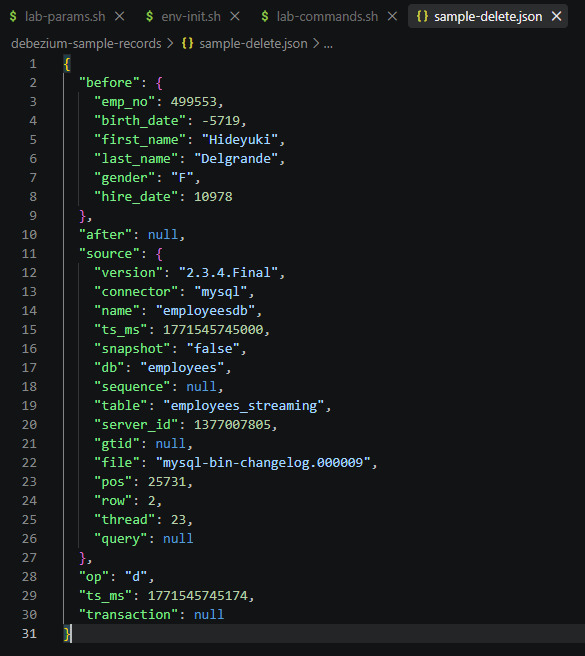 $ lab-params.sh × $ env-init.sh × $ lab-commands.sh × {} sample-delete.json ×
debezium-sample-records > {} sample-delete.json > ...
1 {
2 "before": {
3 "emp_no": 499553,
4 "birth_date": -5719,
5 "first_name": "Hideyuki",
6 "last_name": "Delgrande",
7 "gender": "F",
8 "hire_date": 10978
9 },
10 "after": null,
11 "source": {
12 "version": "2.3.4.Final",
13 "connector": "mysql",
14 "name": "employeesdb",
15 "ts_ms": 1771545745000,
16 "snapshot": "false",
17 "db": "employees",
18 "sequence": null,
19 "table": "employees_streaming",
20 "server_id": 1377007805,
21 "gtid": null,
22 "file": "mysql-bin-changelog.000009",
23 "pos": 25731,
24 "row": 2,
25 "thread": 23,
26 "query": null
27 },
28 "op": "d",
29 "ts_ms": 1771545745174,
30 "transaction": null
31 }